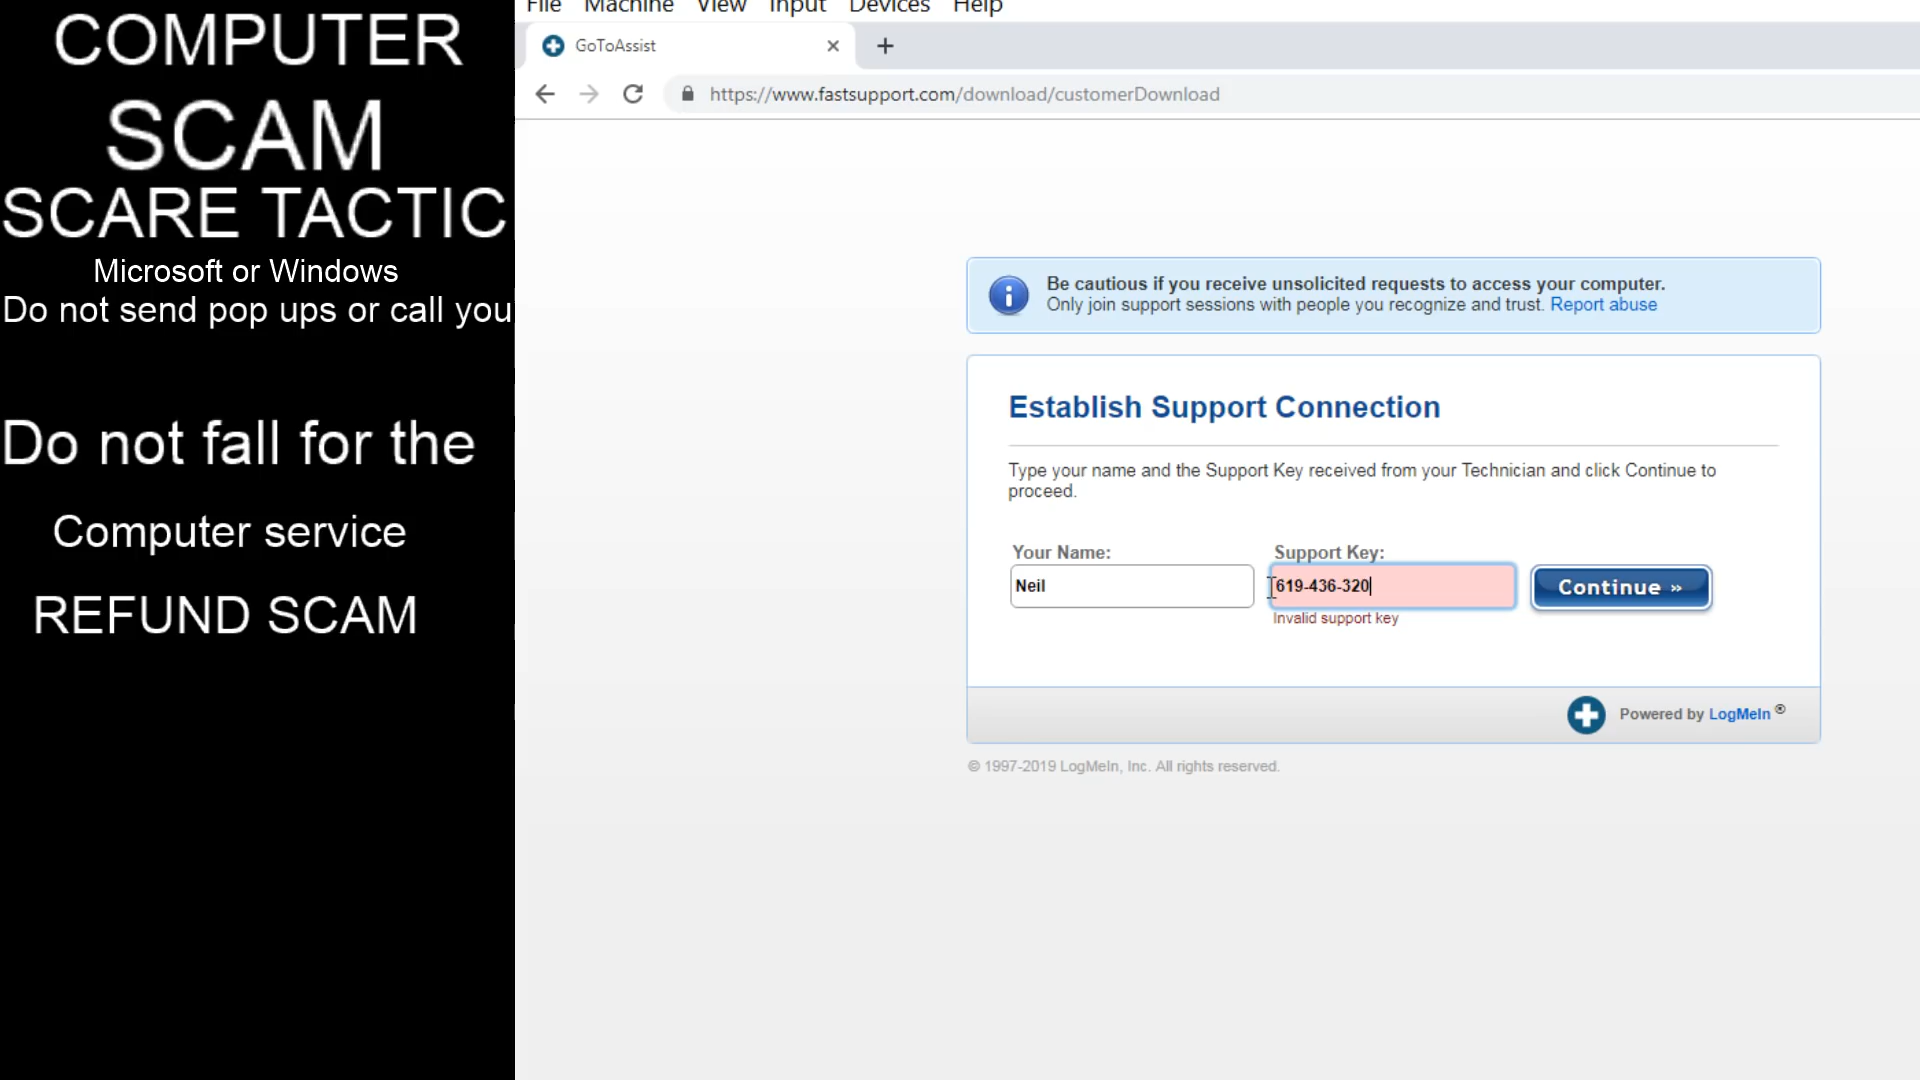 COMPUTER
SCAM
SCARE TACTIC
Microsoft or Windows
Do not send pop ups or call you
Do not fall for the
Computer service
REFUND SCAM
File Machine View Input Devices Help
GoToAssist
https://www.fastsupport.com/download/customerDownload
Be cautious if you receive unsolicited requests to access your computer.
Only join support sessions with people you recognize and trust. Report abuse
Establish Support Connection
Type your name and the Support Key received from your Technician and click Continue to
proceed.
Your Name: Support Key:
Neil 619-436-320 Continue »
Invalid support key
Powered by LogMeIn ®
© 1997-2019 LogMeIn, Inc. All rights reserved.